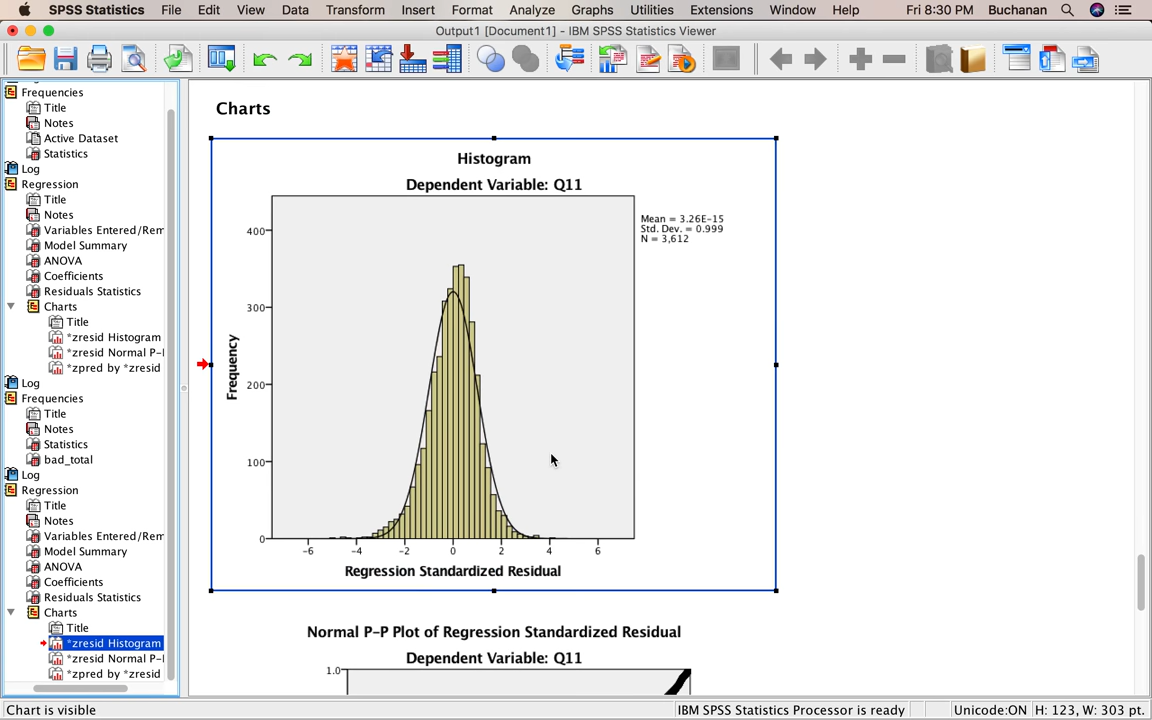 SPSS Statistics File Edit View Data Transform Insert Format Analyze Graphs Utilities Extensions Window Help Fri 8:30 PM Buchanan
Output1 [Document1] - IBM SPSS Statistics Viewer
Frequencies
Title
Notes
Active Dataset
Statistics
Log
Regression
Title
Notes
Variables Entered/Rem
Model Summary
ANOVA
Coefficients
Residuals Statistics
Charts
Title
*zresid Histogram
*zresid Normal P-
*zpred by *zresid
Log
Frequencies
Title
Notes
Statistics
bad_total
Log
Regression
Title
Notes
Variables Entered/Rem
Model Summary
ANOVA
Coefficients
Residuals Statistics
Charts
Title
*zresid Histogram
*zresid Normal P-
*zpred by *zresid
Charts
Histogram
Dependent Variable: Q11
Mean = 3.26E-15
Std. Dev. = 0.999
N = 3,612
Frequency
400
300
200
100
0
-6 -4 -2 0 2 4 6
Regression Standardized Residual
Normal P-P Plot of Regression Standardized Residual
Dependent Variable: Q11
1.0
Chart is visible IBM SPSS Statistics Processor is ready Unicode:ON H: 123, W: 303 pt.